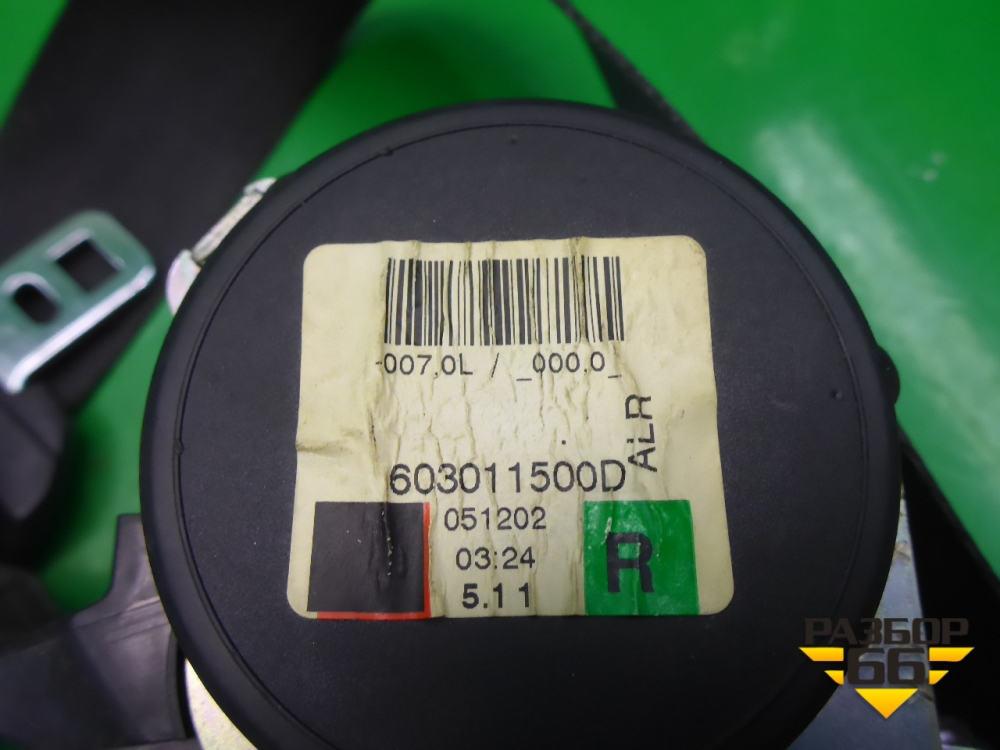 -007,0L / _000,0_
ALR
603011500D
051202
03:24
5.11
R
РАЗБОР
66